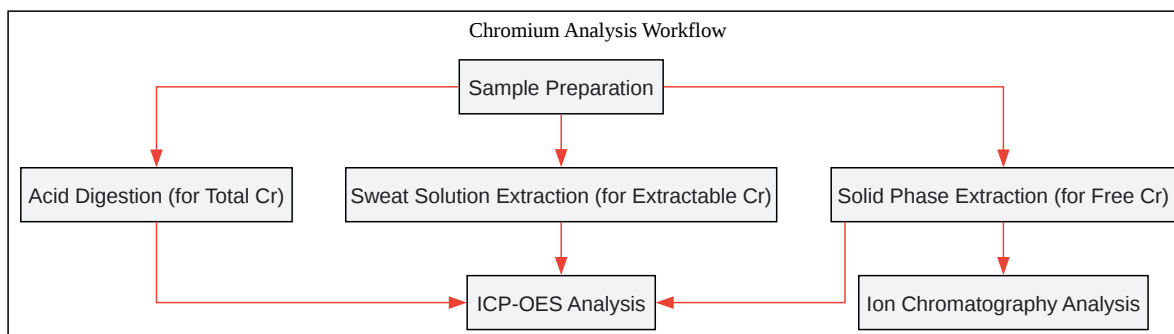 Chromium Analysis Workflow
Sample Preparation
Acid Digestion (for Total Cr)
Sweat Solution Extraction (for Extractable Cr)
Solid Phase Extraction (for Free Cr)
ICP-OES Analysis
Ion Chromatography Analysis